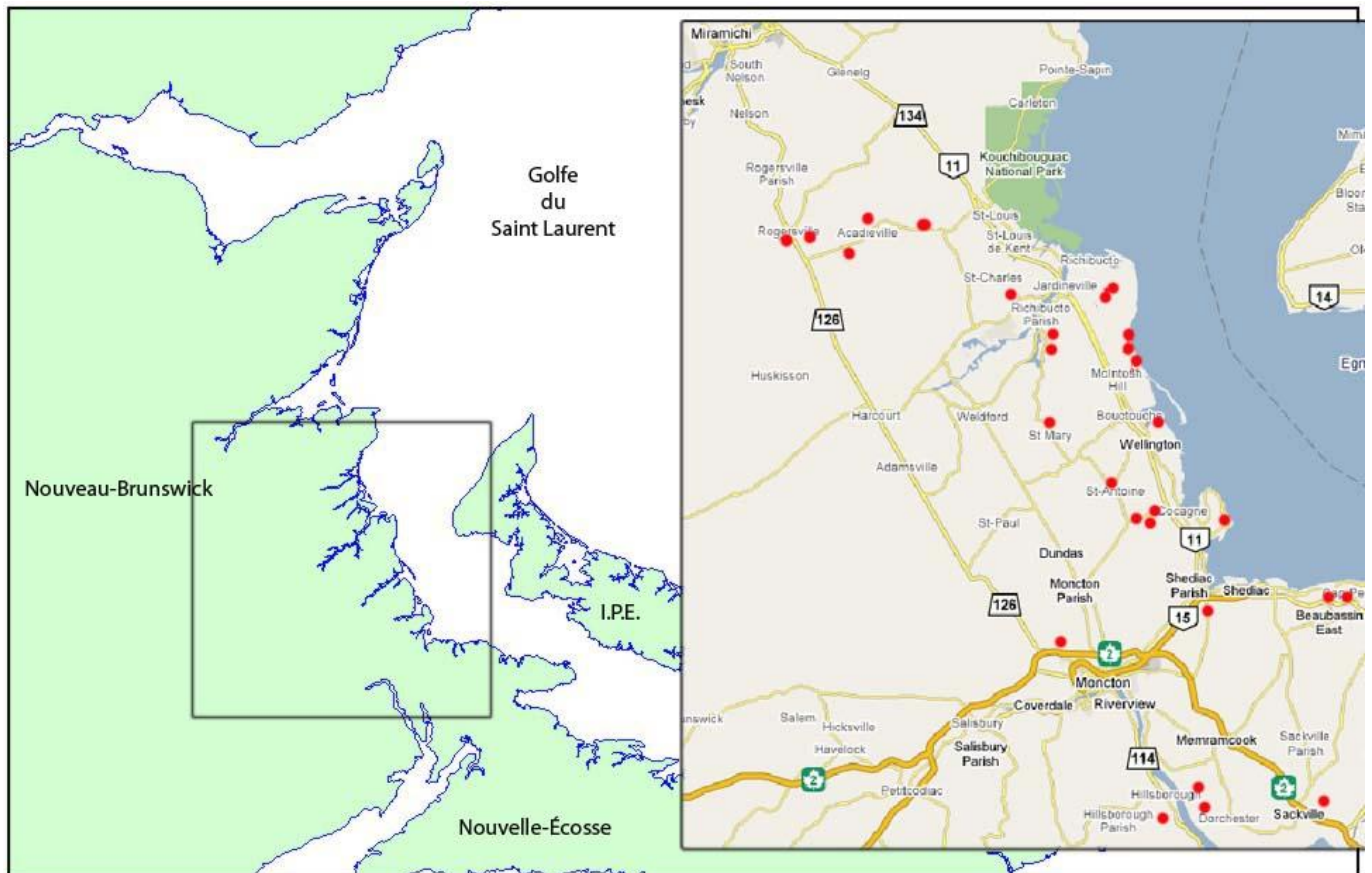 Golfe
du
Saint Laurent
Nouveau-Brunswick
I.P.E.
Nouvelle-Écosse
Miramichi
South
Nelson
Glenelg
Pointe-Sapin
Carleton
Nelson
134
11
Kouchibouguac
National Park
Rogersville
Parish
Rogersville
Acadieville
St-Louis
St-Louis
de Kent
Richibucto
St-Charles
Jardineville
Richibucto
Parish
14
126
Huskisson
McIntosh
Hill
Harcourt
Weldford
Bouctouche
St Mary
Wellington
Adamsville
St-Antoine
Cocagne
St-Paul
11
Dundas
Moncton
Parish
Shediac
Parish
Shediac
126
15
Beaubassin
East
2
Moncton
Coverdale
Riverview
Salem
Hicksville
Salisbury
Havelock
Salisbury
Parish
Memramcook
Sackville
Parish
114
2
Petitcodiac
Hillsborough
2
Hillsborough
Parish
Dorchester
Sackville